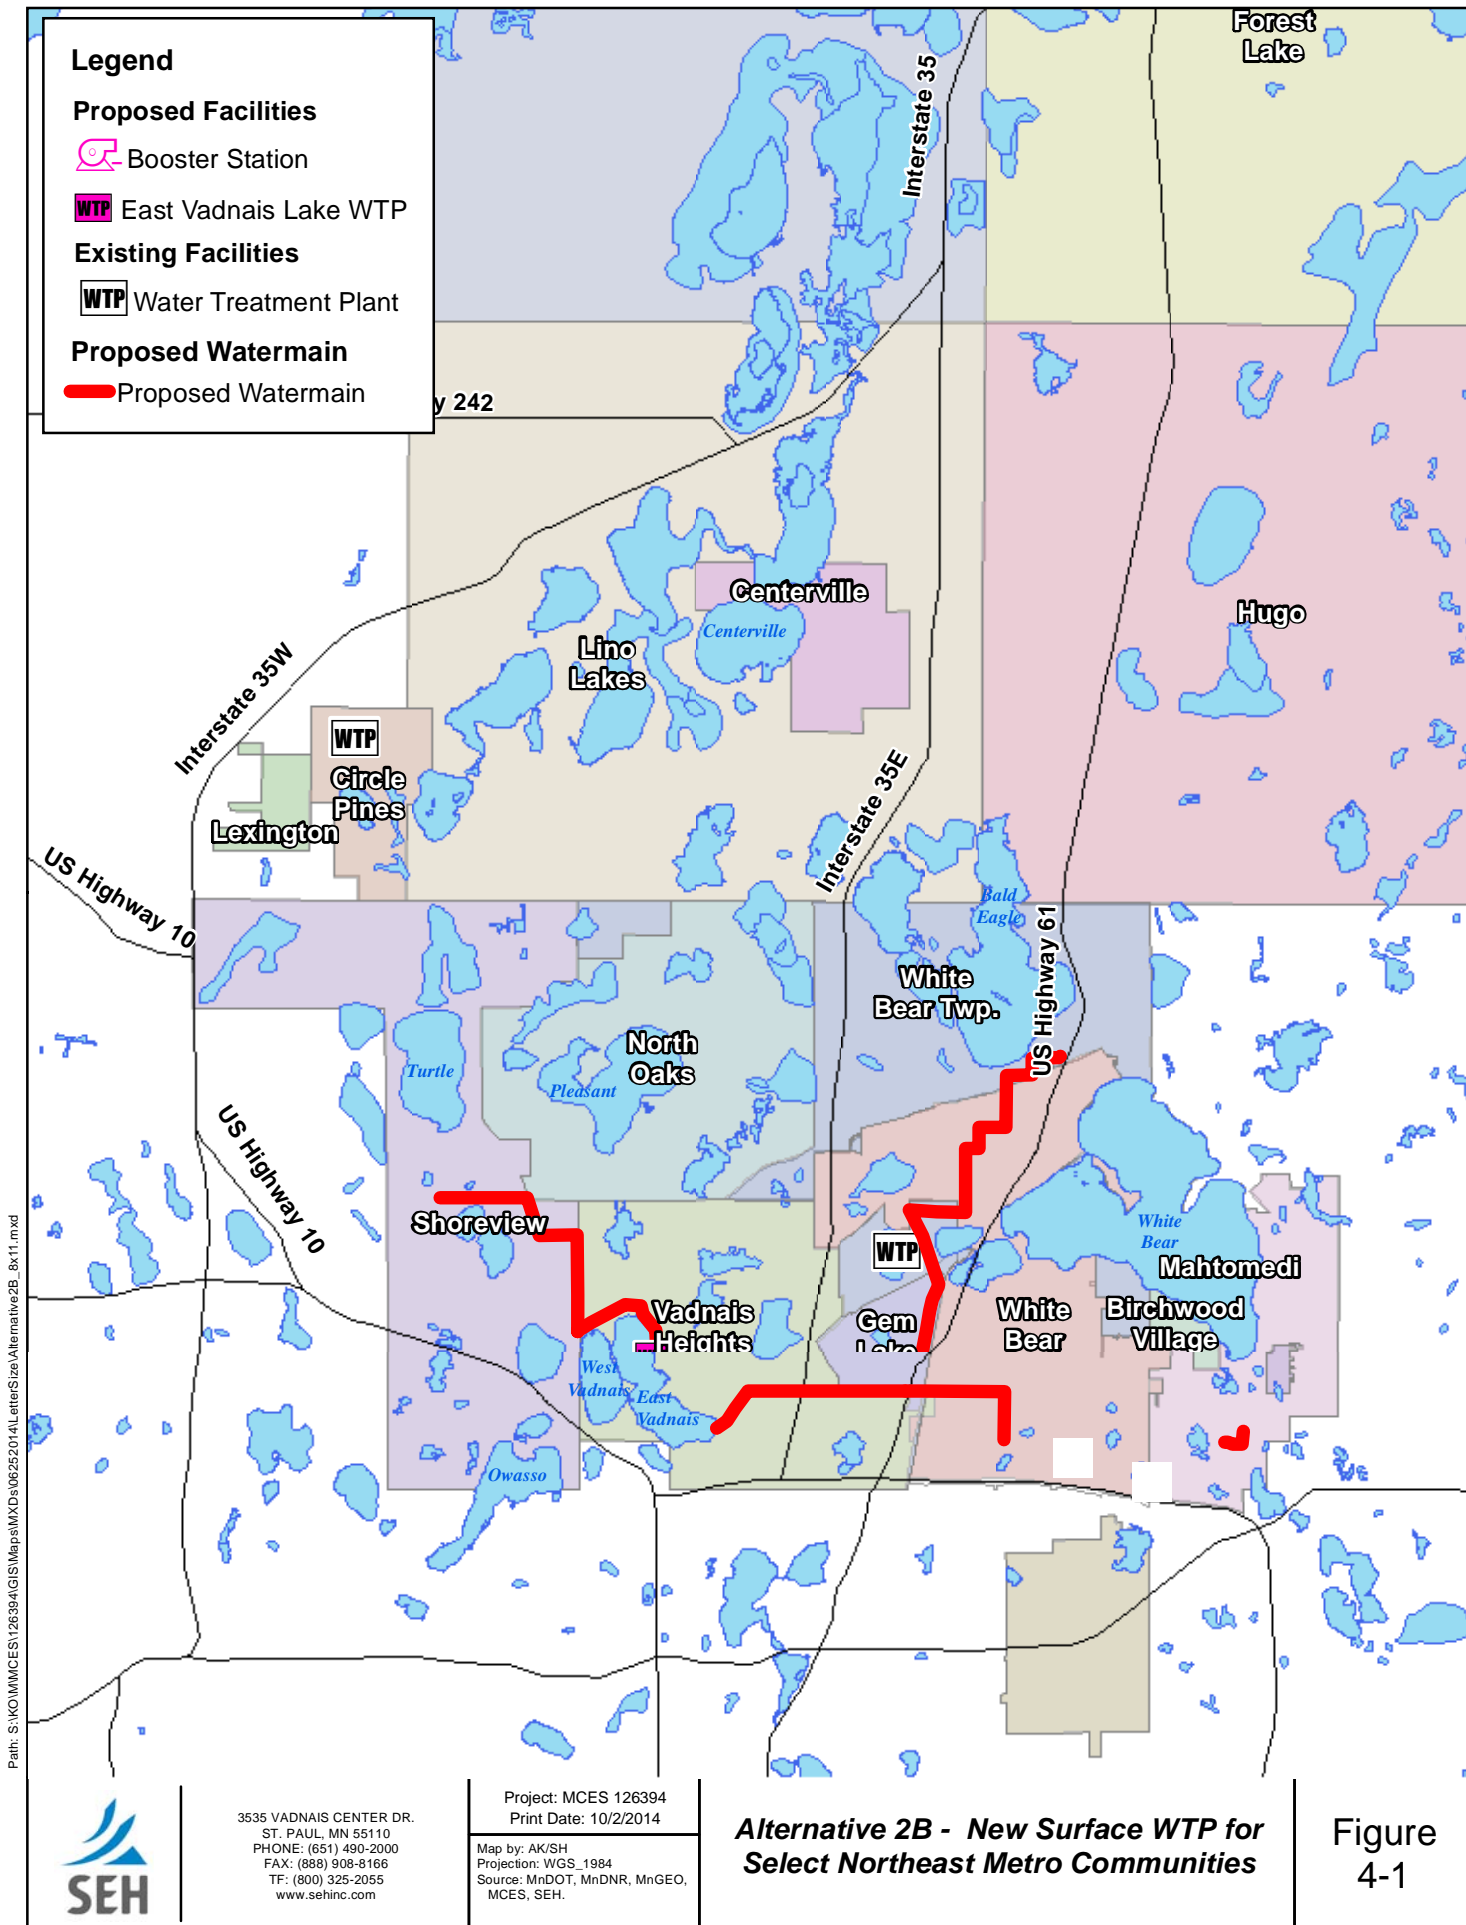 Legend
Proposed Facilities
Booster Station
WTP East Vadnais Lake WTP
Existing Facilities
WTP Water Treatment Plant
Proposed Watermain
Proposed Watermain
Forest
Lake
Interstate 35
y 242
Centerville
Centerville
Hugo
Lino
Lakes
Interstate 35W
WTP
Circle
Pines
Lexington
Interstate 35E
US Highway 10
Bald
Eagle
US Highway 61
White
Bear Twp.
North
Oaks
Turtle
Pleasant
US Highway 10
Shoreview
WTP
White
Bear
Mahtomedi
Vadnais
Heights
Gem
Lake
White
Bear
Birchwood
Village
West
Vadnais
East
Vadnais
Owasso
Path: S:\KO\M\MCES\126394\GIS\Maps\MXDs\06252014\LetterSize\Alternative2B_8x11.mxd
SEH
3535 VADNAIS CENTER DR.
ST. PAUL, MN 55110
PHONE: (651) 490-2000
FAX: (888) 908-8166
TF: (800) 325-2055
www.sehinc.com
Project: MCES 126394
Print Date: 10/2/2014
Map by: AK/SH
Projection: WGS_1984
Source: MnDOT, MnDNR, MnGEO,
MCES, SEH.
Alternative 2B - New Surface WTP for
Select Northeast Metro Communities
Figure
4-1